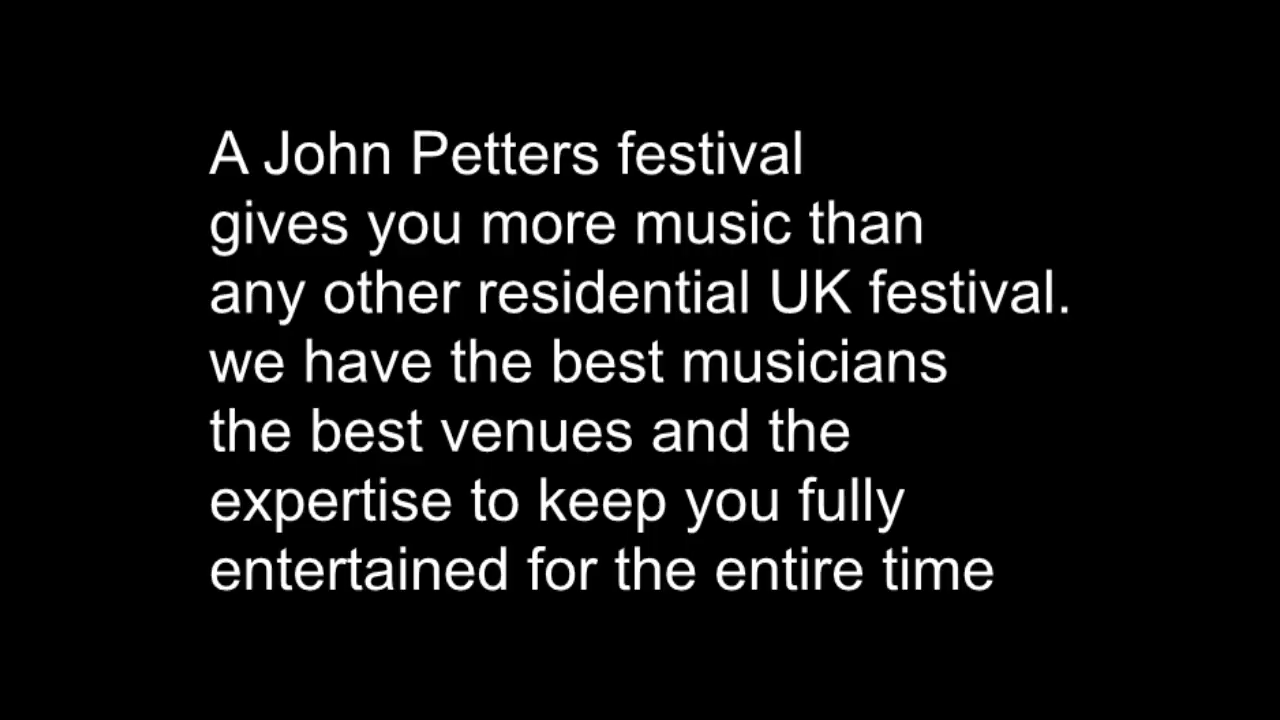 A John Petters festival
gives you more music than
any other residential UK festival.
we have the best musicians
the best venues and the
expertise to keep you fully
entertained for the entire time